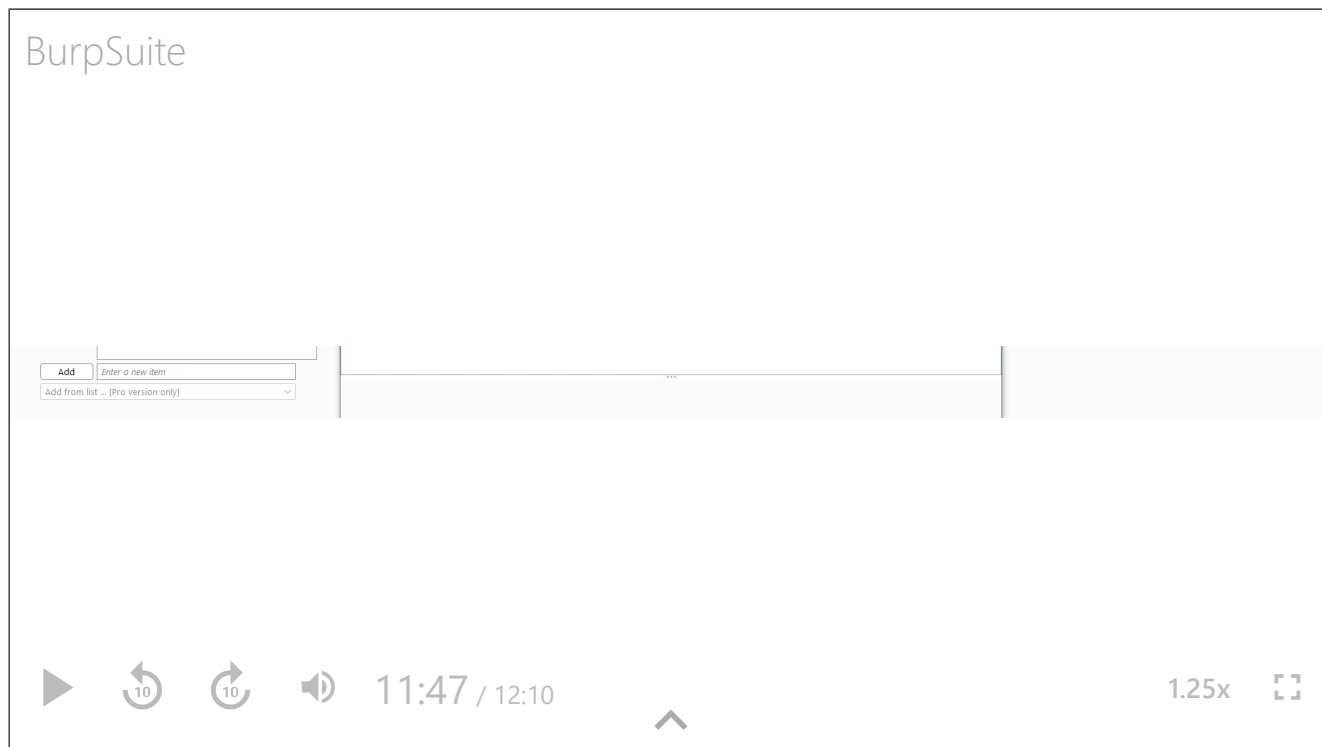 BurpSuite
Add
Enter a new item
Add from list ... [Pro version only]
10
10
11:47 / 12:10
1.25x